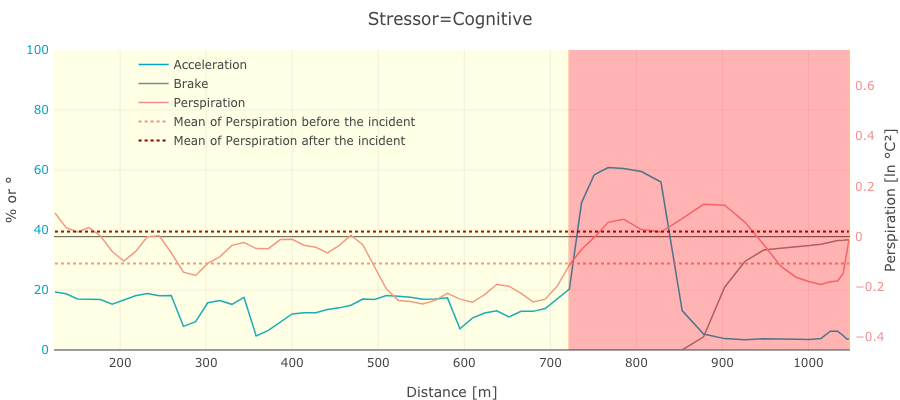 Stressor=Cognitive
100
80
60
40
20
0
% or °
Acceleration
Brake
Perspiration
Mean of Perspiration before the incident
Mean of Perspiration after the incident
0.6
0.4
0.2
0
−0.2
−0.4
Perspiration [ln °C²]
200 300 400 500 600 700 800 900 1000
Distance [m]